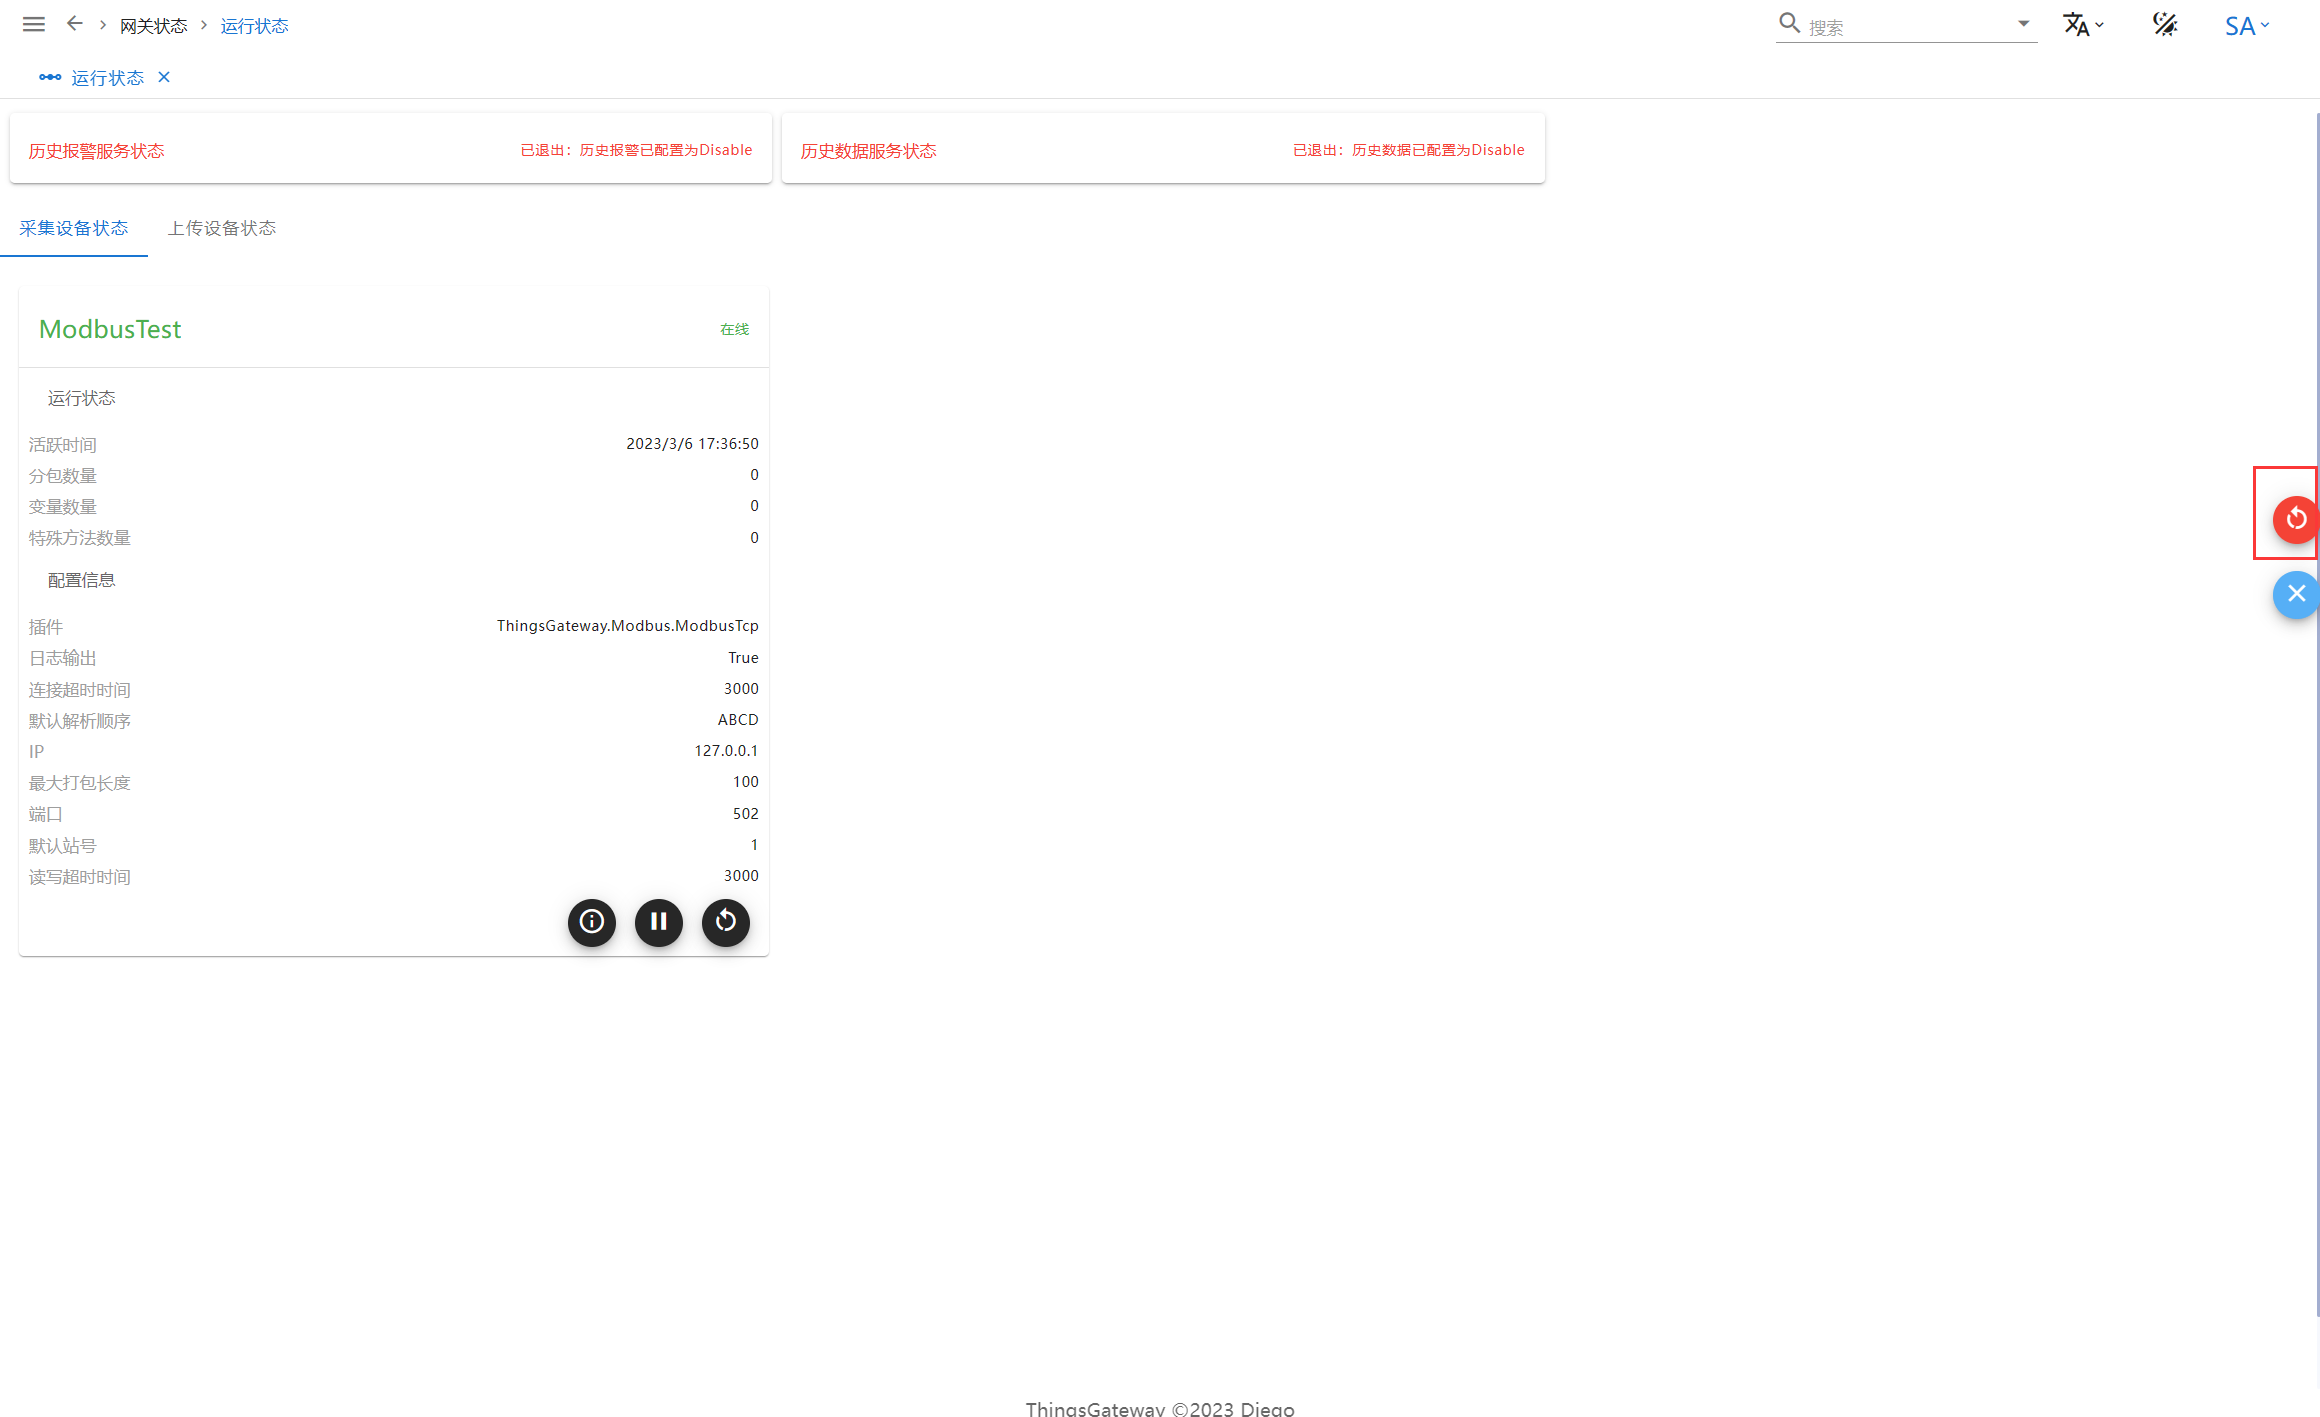 网关状态 运行状态 搜索 SA
运行状态
历史报警服务状态 已退出：历史报警已配置为Disable 历史数据服务状态 已退出：历史数据已配置为Disable
采集设备状态 上传设备状态
ModbusTest 在线
运行状态
活跃时间 2023/3/6 17:36:50
分包数量 0
变量数量 0
特殊方法数量 0
配置信息
插件 ThingsGateway.Modbus.ModbusTcp
日志输出 True
连接超时时间 3000
默认解析顺序 ABCD
IP 127.0.0.1
最大打包长度 100
端口 502
默认站号 1
读写超时时间 3000
ThingsGateway ©2023 Diego